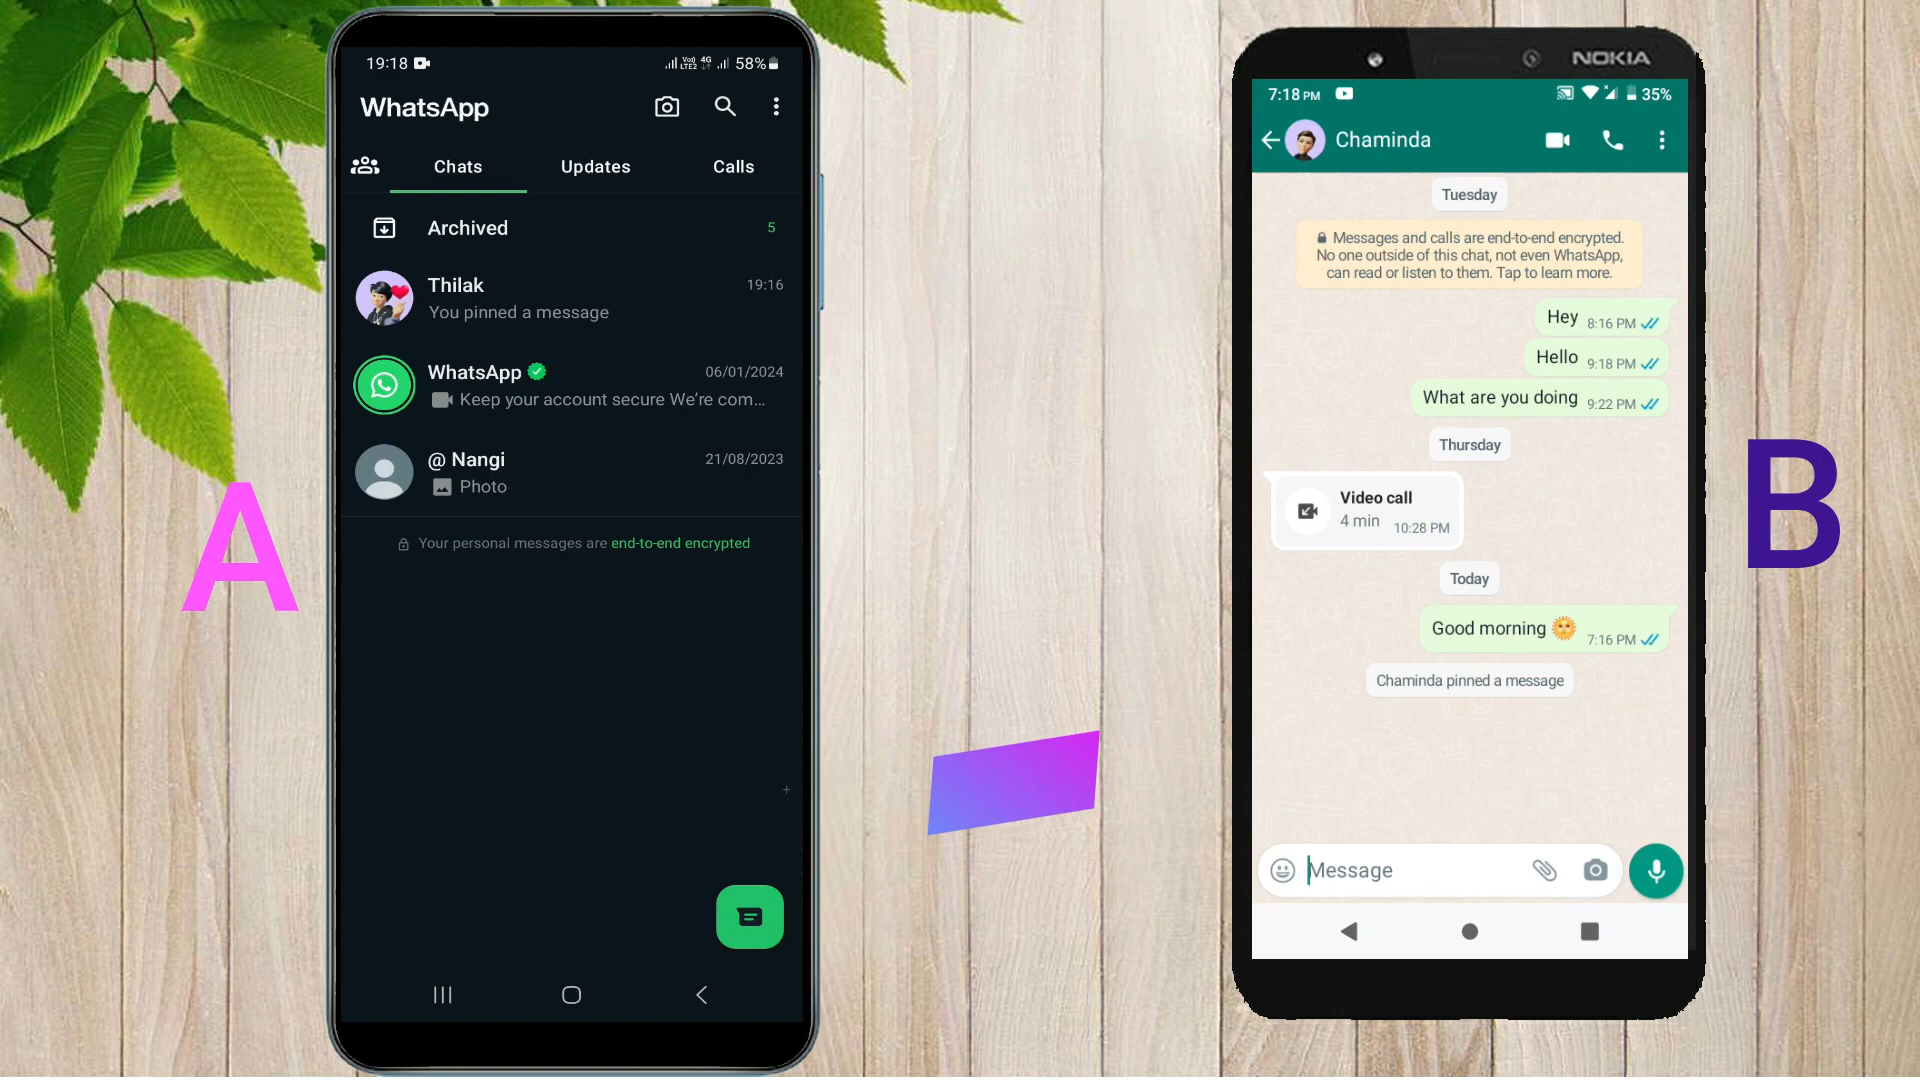 19:18
Voo) 4G
LTE2
58%
WhatsApp
Chats
Updates
Calls
Archived
5
Thilak
19:16
You pinned a message
WhatsApp
06/01/2024
Keep your account secure We're com...
@ Nangi
21/08/2023
Photo
Your personal messages are end-to-end encrypted
A
NOKIA
7:18 PM
35%
Chaminda
Tuesday
Messages and calls are end-to-end encrypted.
No one outside of this chat, not even WhatsApp,
can read or listen to them. Tap to learn more.
Hey 8:16 PM
Hello 9:18 PM
What are you doing 9:22 PM
Thursday
Video call
4 min 10:28 PM
Today
Good morning 🌞 7:16 PM
Chaminda pinned a message
Message
B